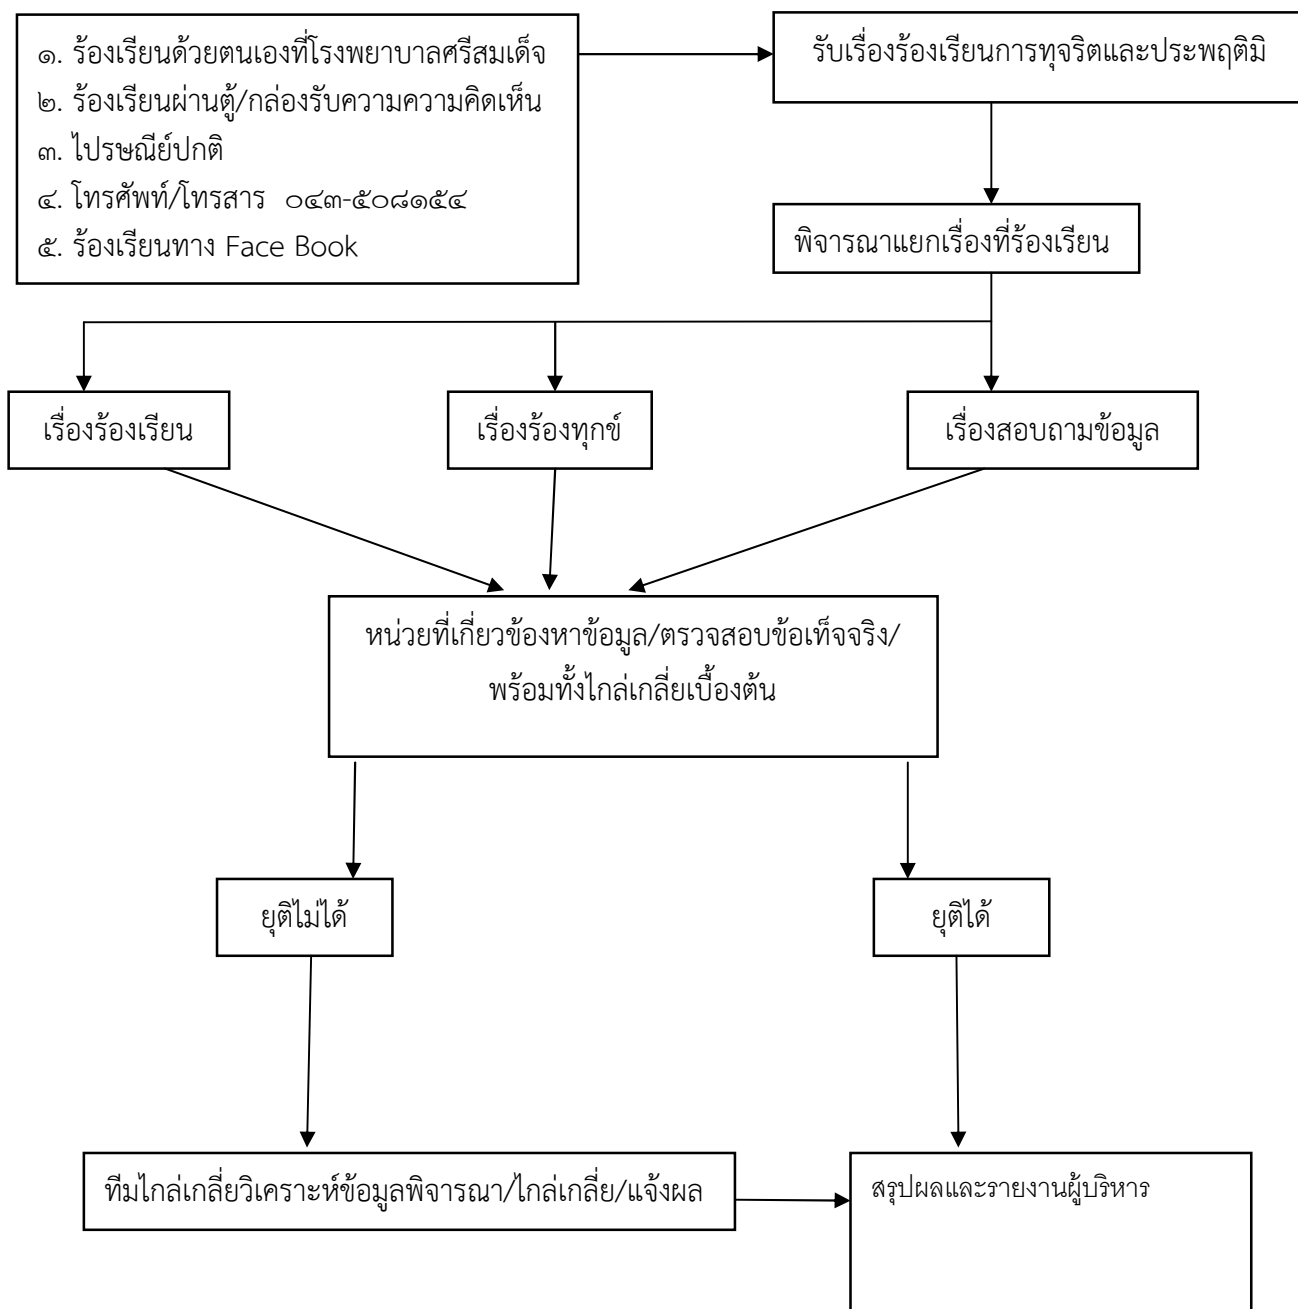 ๑. ร้องเรียนด้วยตนเองที่โรงพยาบาลศรีสมเด็จ
๒. ร้องเรียนผ่านตู้/กล่องรับความความคิดเห็น
๓. ไปรษณีย์ปกติ
๔. โทรศัพท์/โทรสาร ๐๔๓-๕๐๘๑๕๔
๕. ร้องเรียนทาง Face Book
รับเรื่องร้องเรียนการทุจริตและประพฤติมิ
พิจารณาแยกเรื่องที่ร้องเรียน
เรื่องร้องเรียน
เรื่องร้องทุกข์
เรื่องสอบถามข้อมูล
หน่วยที่เกี่ยวข้องหาข้อมูล/ตรวจสอบข้อเท็จจริง/
พร้อมทั้งไกล่เกลี่ยเบื้องต้น
ยุติไม่ได้
ยุติได้
ทีมไกล่เกลี่ยวิเคราะห์ข้อมูลพิจารณา/ไกล่เกลี่ย/แจ้งผล
สรุปผลและรายงานผู้บริหาร